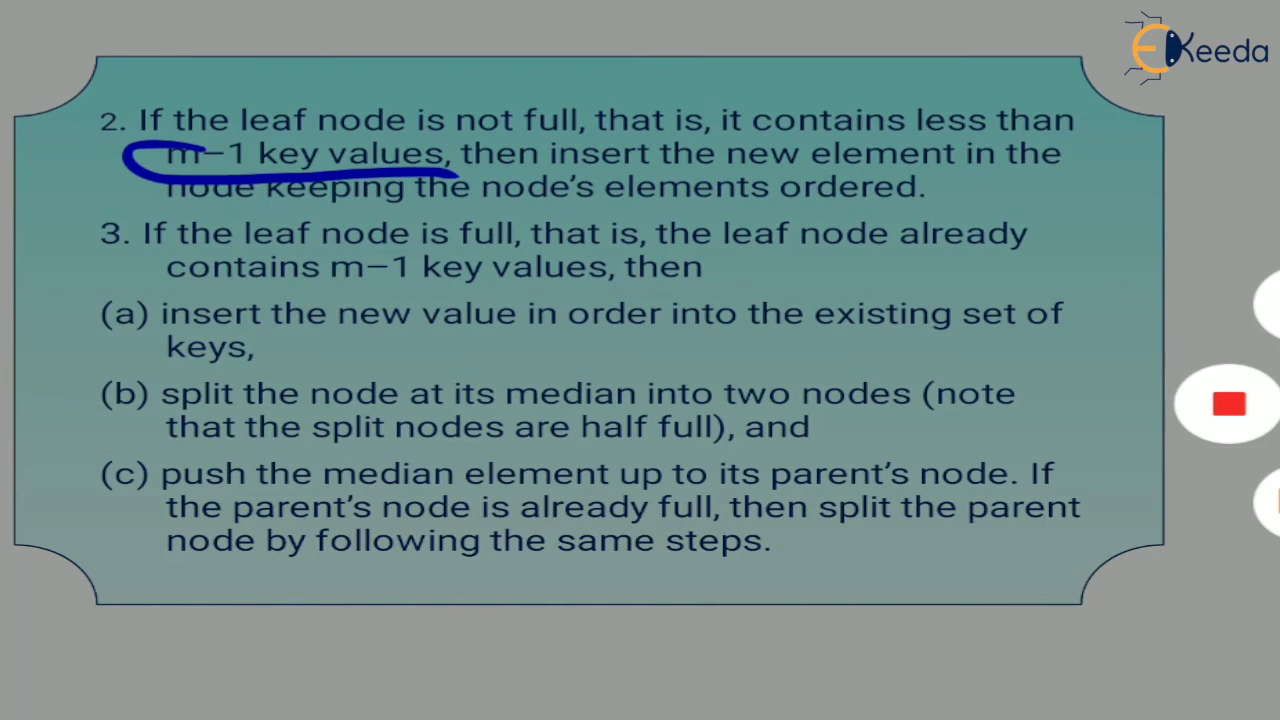 EKeeda
2. If the leaf node is not full, that is, it contains less than
m–1 key values, then insert the new element in the
node keeping the node's elements ordered.
3. If the leaf node is full, that is, the leaf node already
contains m–1 key values, then
(a) insert the new value in order into the existing set of
keys,
(b) split the node at its median into two nodes (note
that the split nodes are half full), and
(c) push the median element up to its parent's node. If
the parent's node is already full, then split the parent
node by following the same steps.